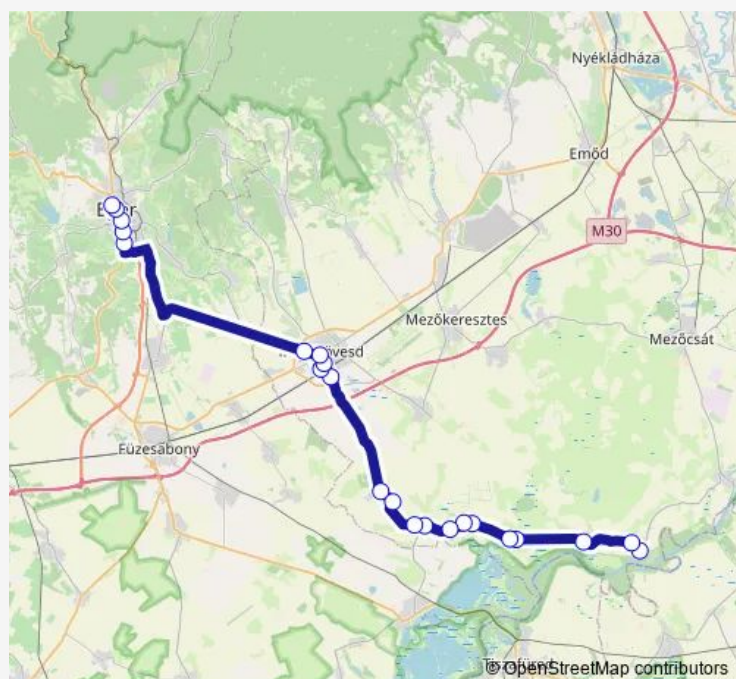 Nyékládháza
Emőd
M30
Mezőkeresztes
Mezőcsát
Füzesabony
© OpenStreetMap contributors